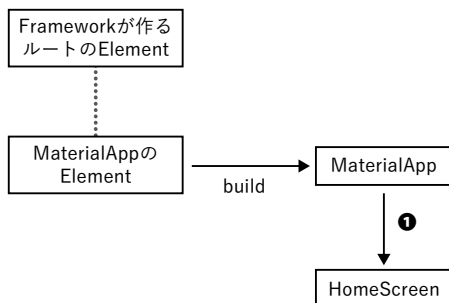 Frameworkが作る
ルートのElement
MaterialAppの
Element
build
MaterialApp
❶
HomeScreen